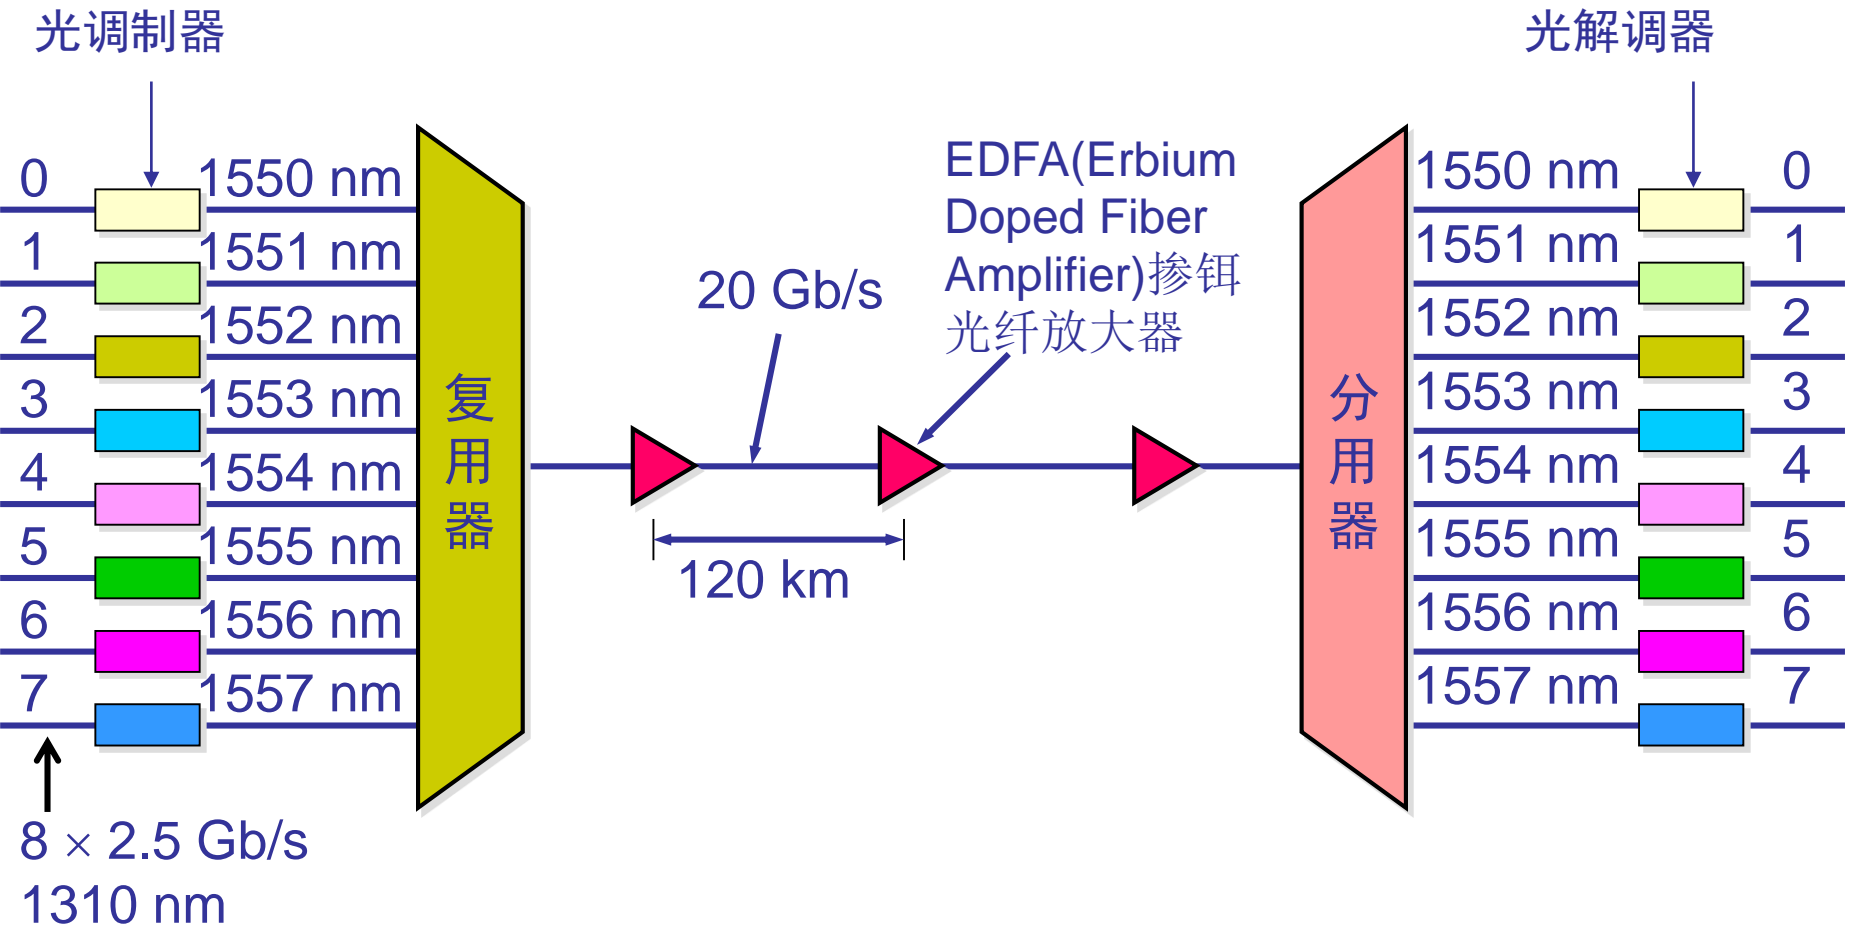 光调制器
光解调器
0 1550 nm
1 1551 nm
2 1552 nm
3 1553 nm
4 1554 nm
5 1555 nm
6 1556 nm
7 1557 nm
8 × 2.5 Gb/s
1310 nm
复
用
器
20 Gb/s
120 km
EDFA(Erbium
Doped Fiber
Amplifier)掺铒
光纤放大器
分
用
器
1550 nm 0
1551 nm 1
1552 nm 2
1553 nm 3
1554 nm 4
1555 nm 5
1556 nm 6
1557 nm 7